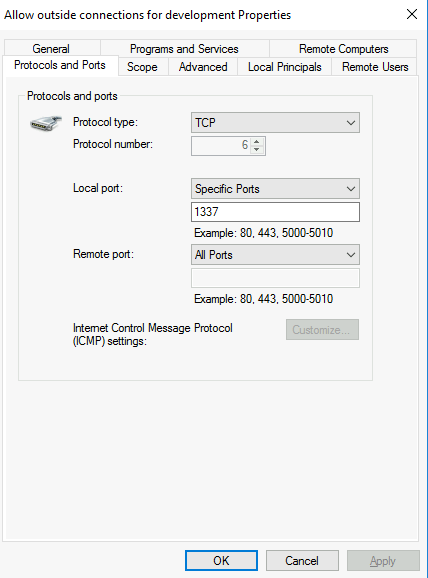 Allow outside connections for development Properties
General
Programs and Services
Remote Computers
Protocols and Ports
Scope
Advanced
Local Principals
Remote Users
Protocols and ports
Protocol type:
TCP
Protocol number:
6
Local port:
Specific Ports
1337
Example: 80, 443, 5000-5010
Remote port:
All Ports
Example: 80, 443, 5000-5010
Internet Control Message Protocol
(ICMP) settings:
Customize...
OK
Cancel
Apply